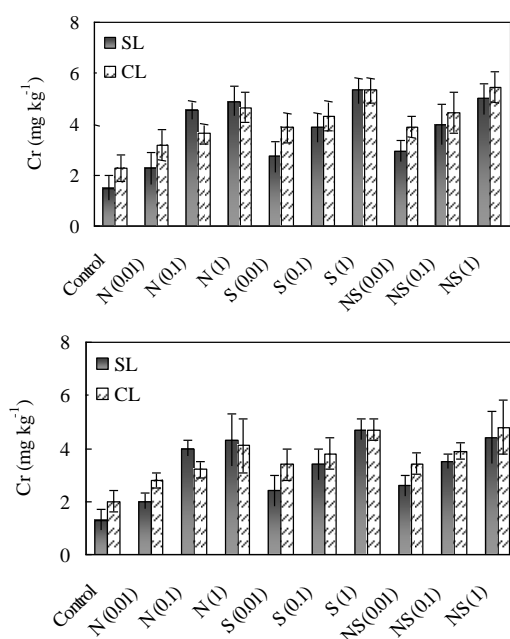 8
SL
CL
6
4
2
0
Cr (mg kg-1)
Control
N (0.01)
N (0.1)
N (1)
S (0.01)
S (0.1)
S (1)
NS (0.01)
NS (0.1)
NS (1)
8
SL
CL
6
4
2
0
Cr (mg kg-1)
Control
N (0.01)
N (0.1)
N (1)
S (0.01)
S (0.1)
S (1)
NS (0.01)
NS (0.1)
NS (1)